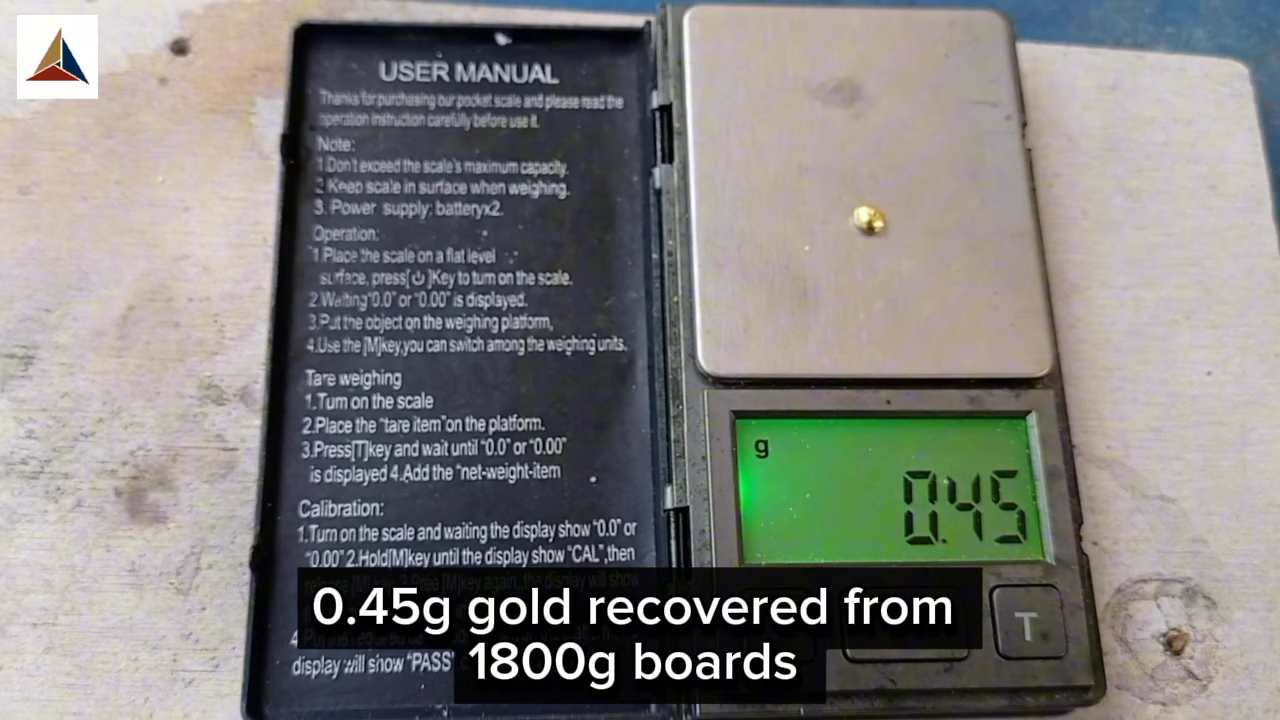 USER MANUAL
Thanks for purchasing our pocket scale and please read the
operation instruction carefully before use it.
Note:
1.Don't exceed the scale's maximum capacity.
2 Keep scale in surface when weighing.
3. Power supply: batteryx2.
Operation:
1.Place the scale on a flat level
surface, press[⏻]Key to turn on the scale.
2.Waiting"0.0" or "0.00" is displayed.
3.Put the object on the weighing platform,
4.Use the [M]key,you can switch among the weighing units.
Tare weighing
1.Turn on the scale
2.Place the "tare item"on the platform.
3.Press[T]key and wait until "0.0" or "0.00"
is displayed 4.Add the "net-weight-item
Calibration:
1.Turn on the scale and waiting the display show "0.0" or
"0.00" 2.Hold[M]key until the display show "CAL",then
key again, the display will show
display will show "PASS"
g
0.45
T
0.45g gold recovered from
1800g boards